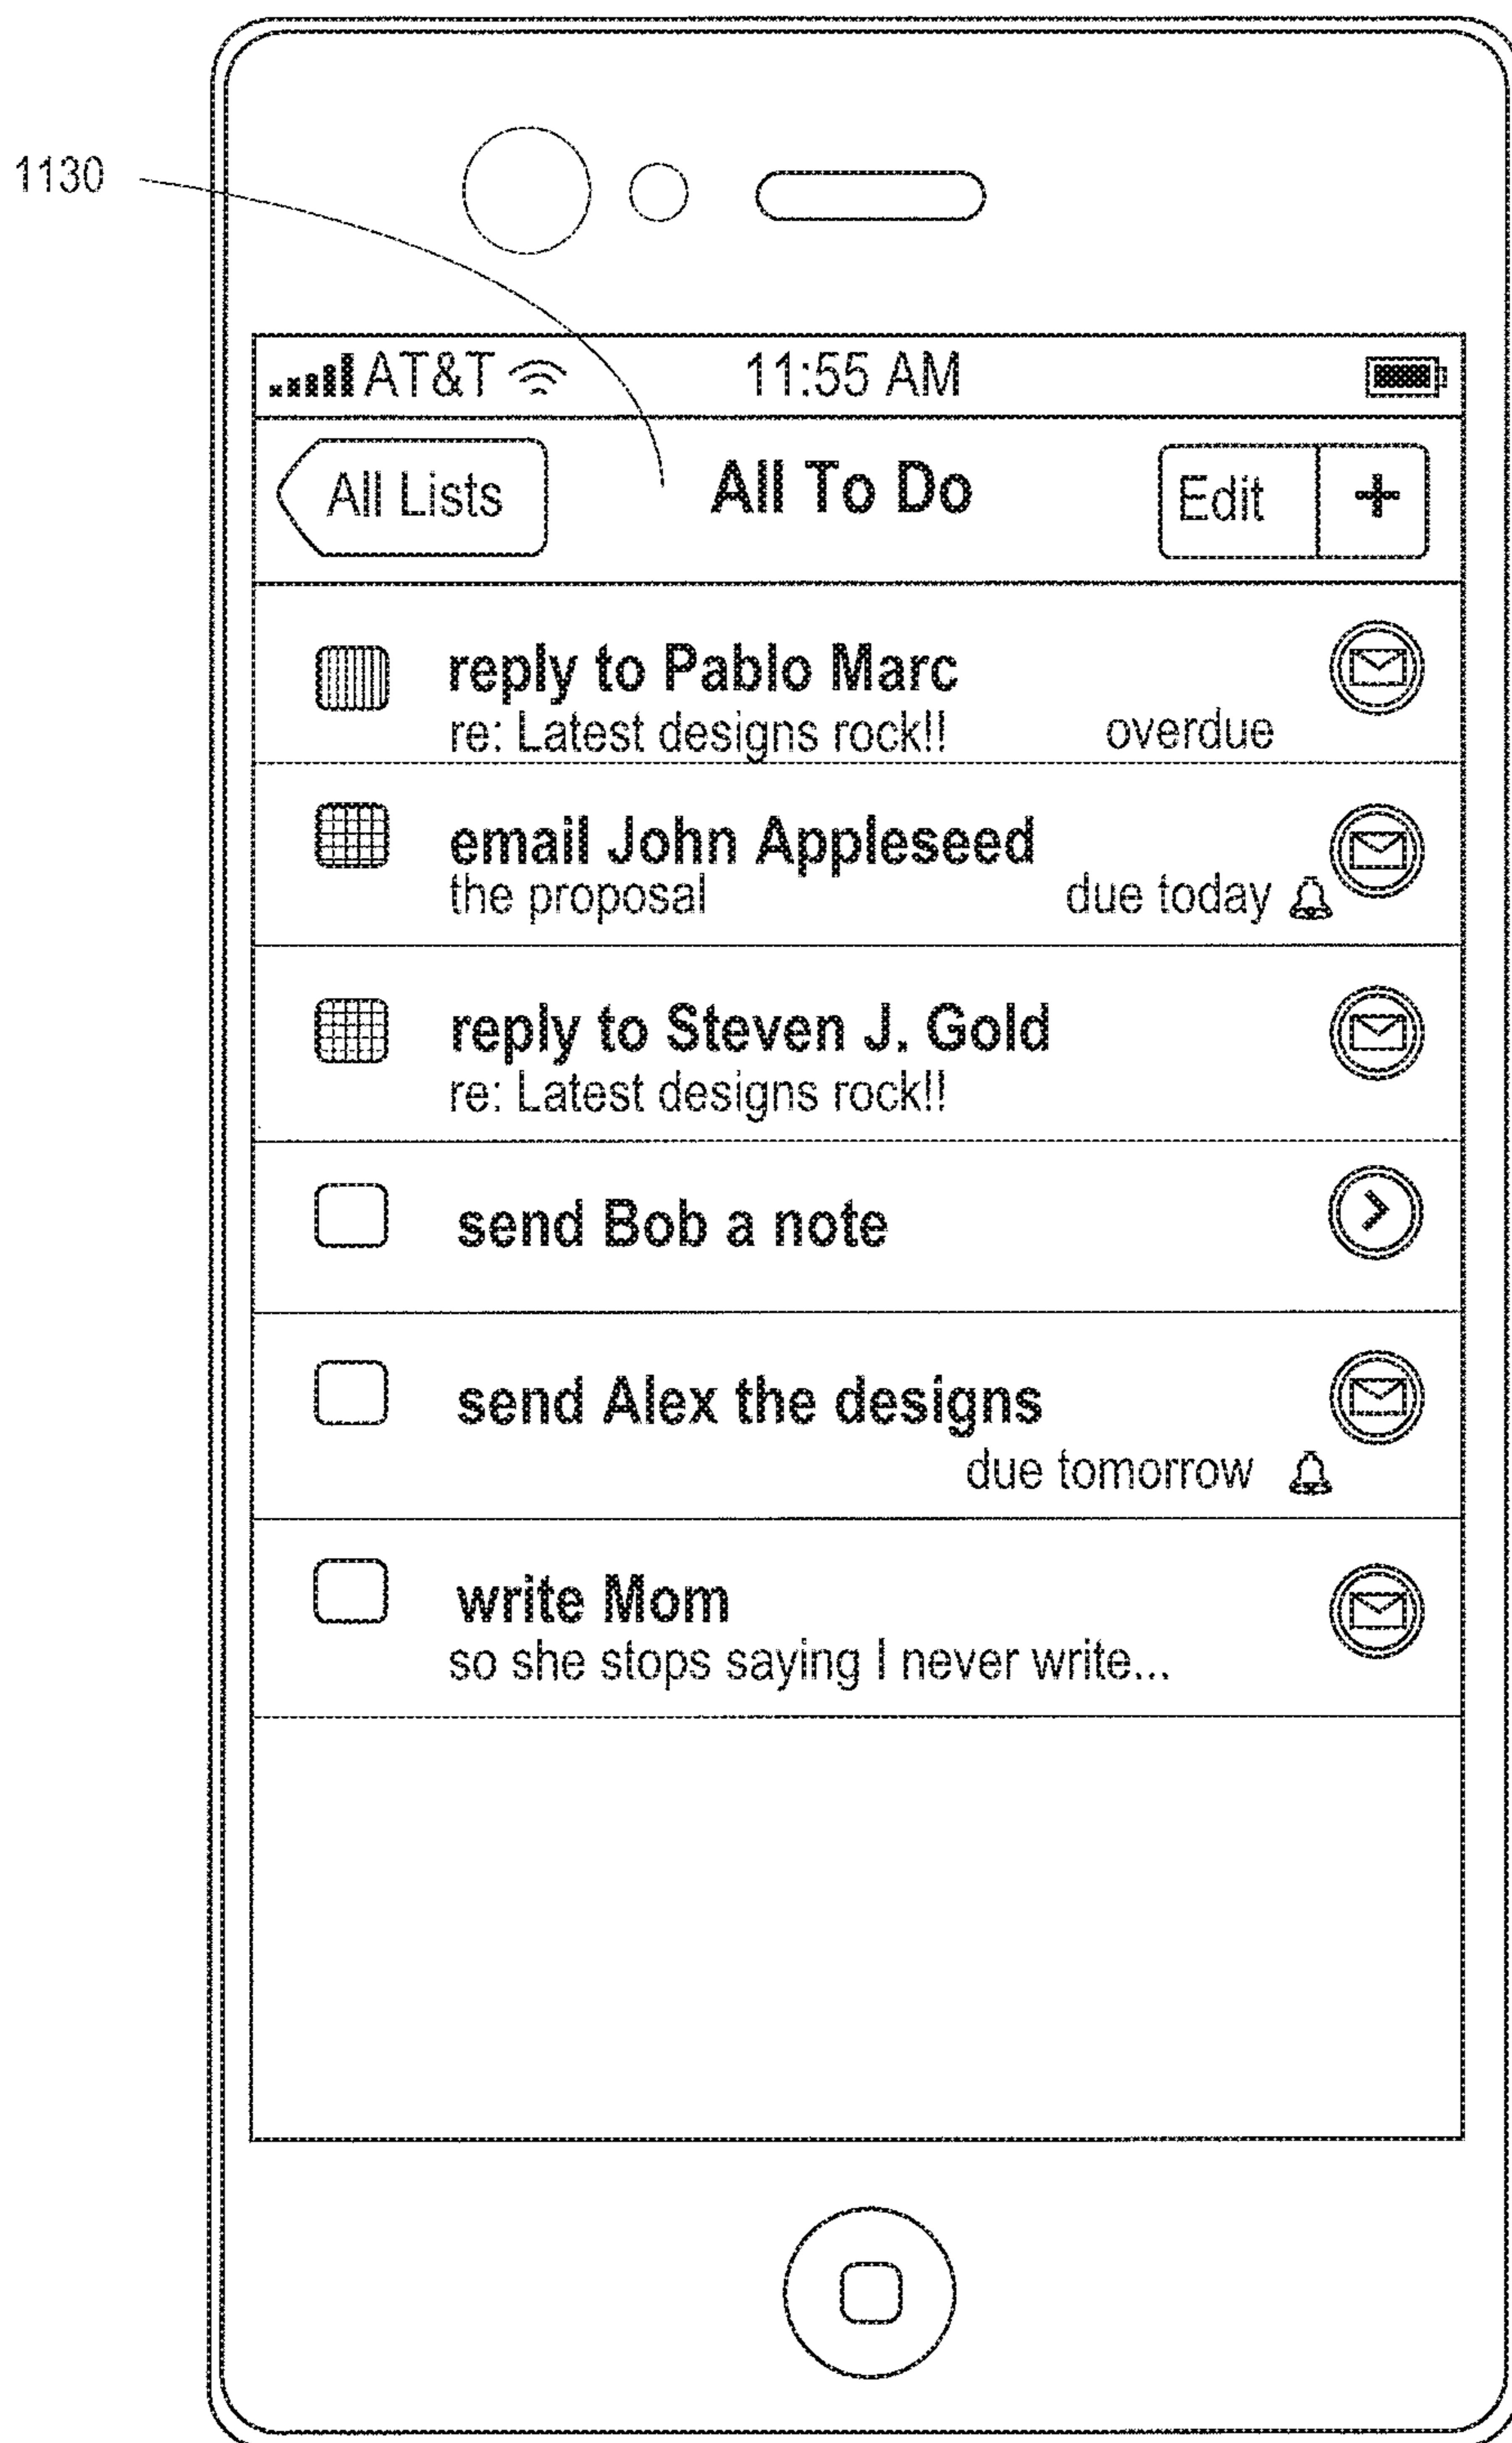 1130
AT&T 11:55 AM
All Lists All To Do Edit +
reply to Pablo Marc
re: Latest designs rock!! overdue
email John Appleseed
the proposal due today
reply to Steven J. Gold
re: Latest designs rock!!
send Bob a note
send Alex the designs
due tomorrow
write Mom
so she stops saying I never write...